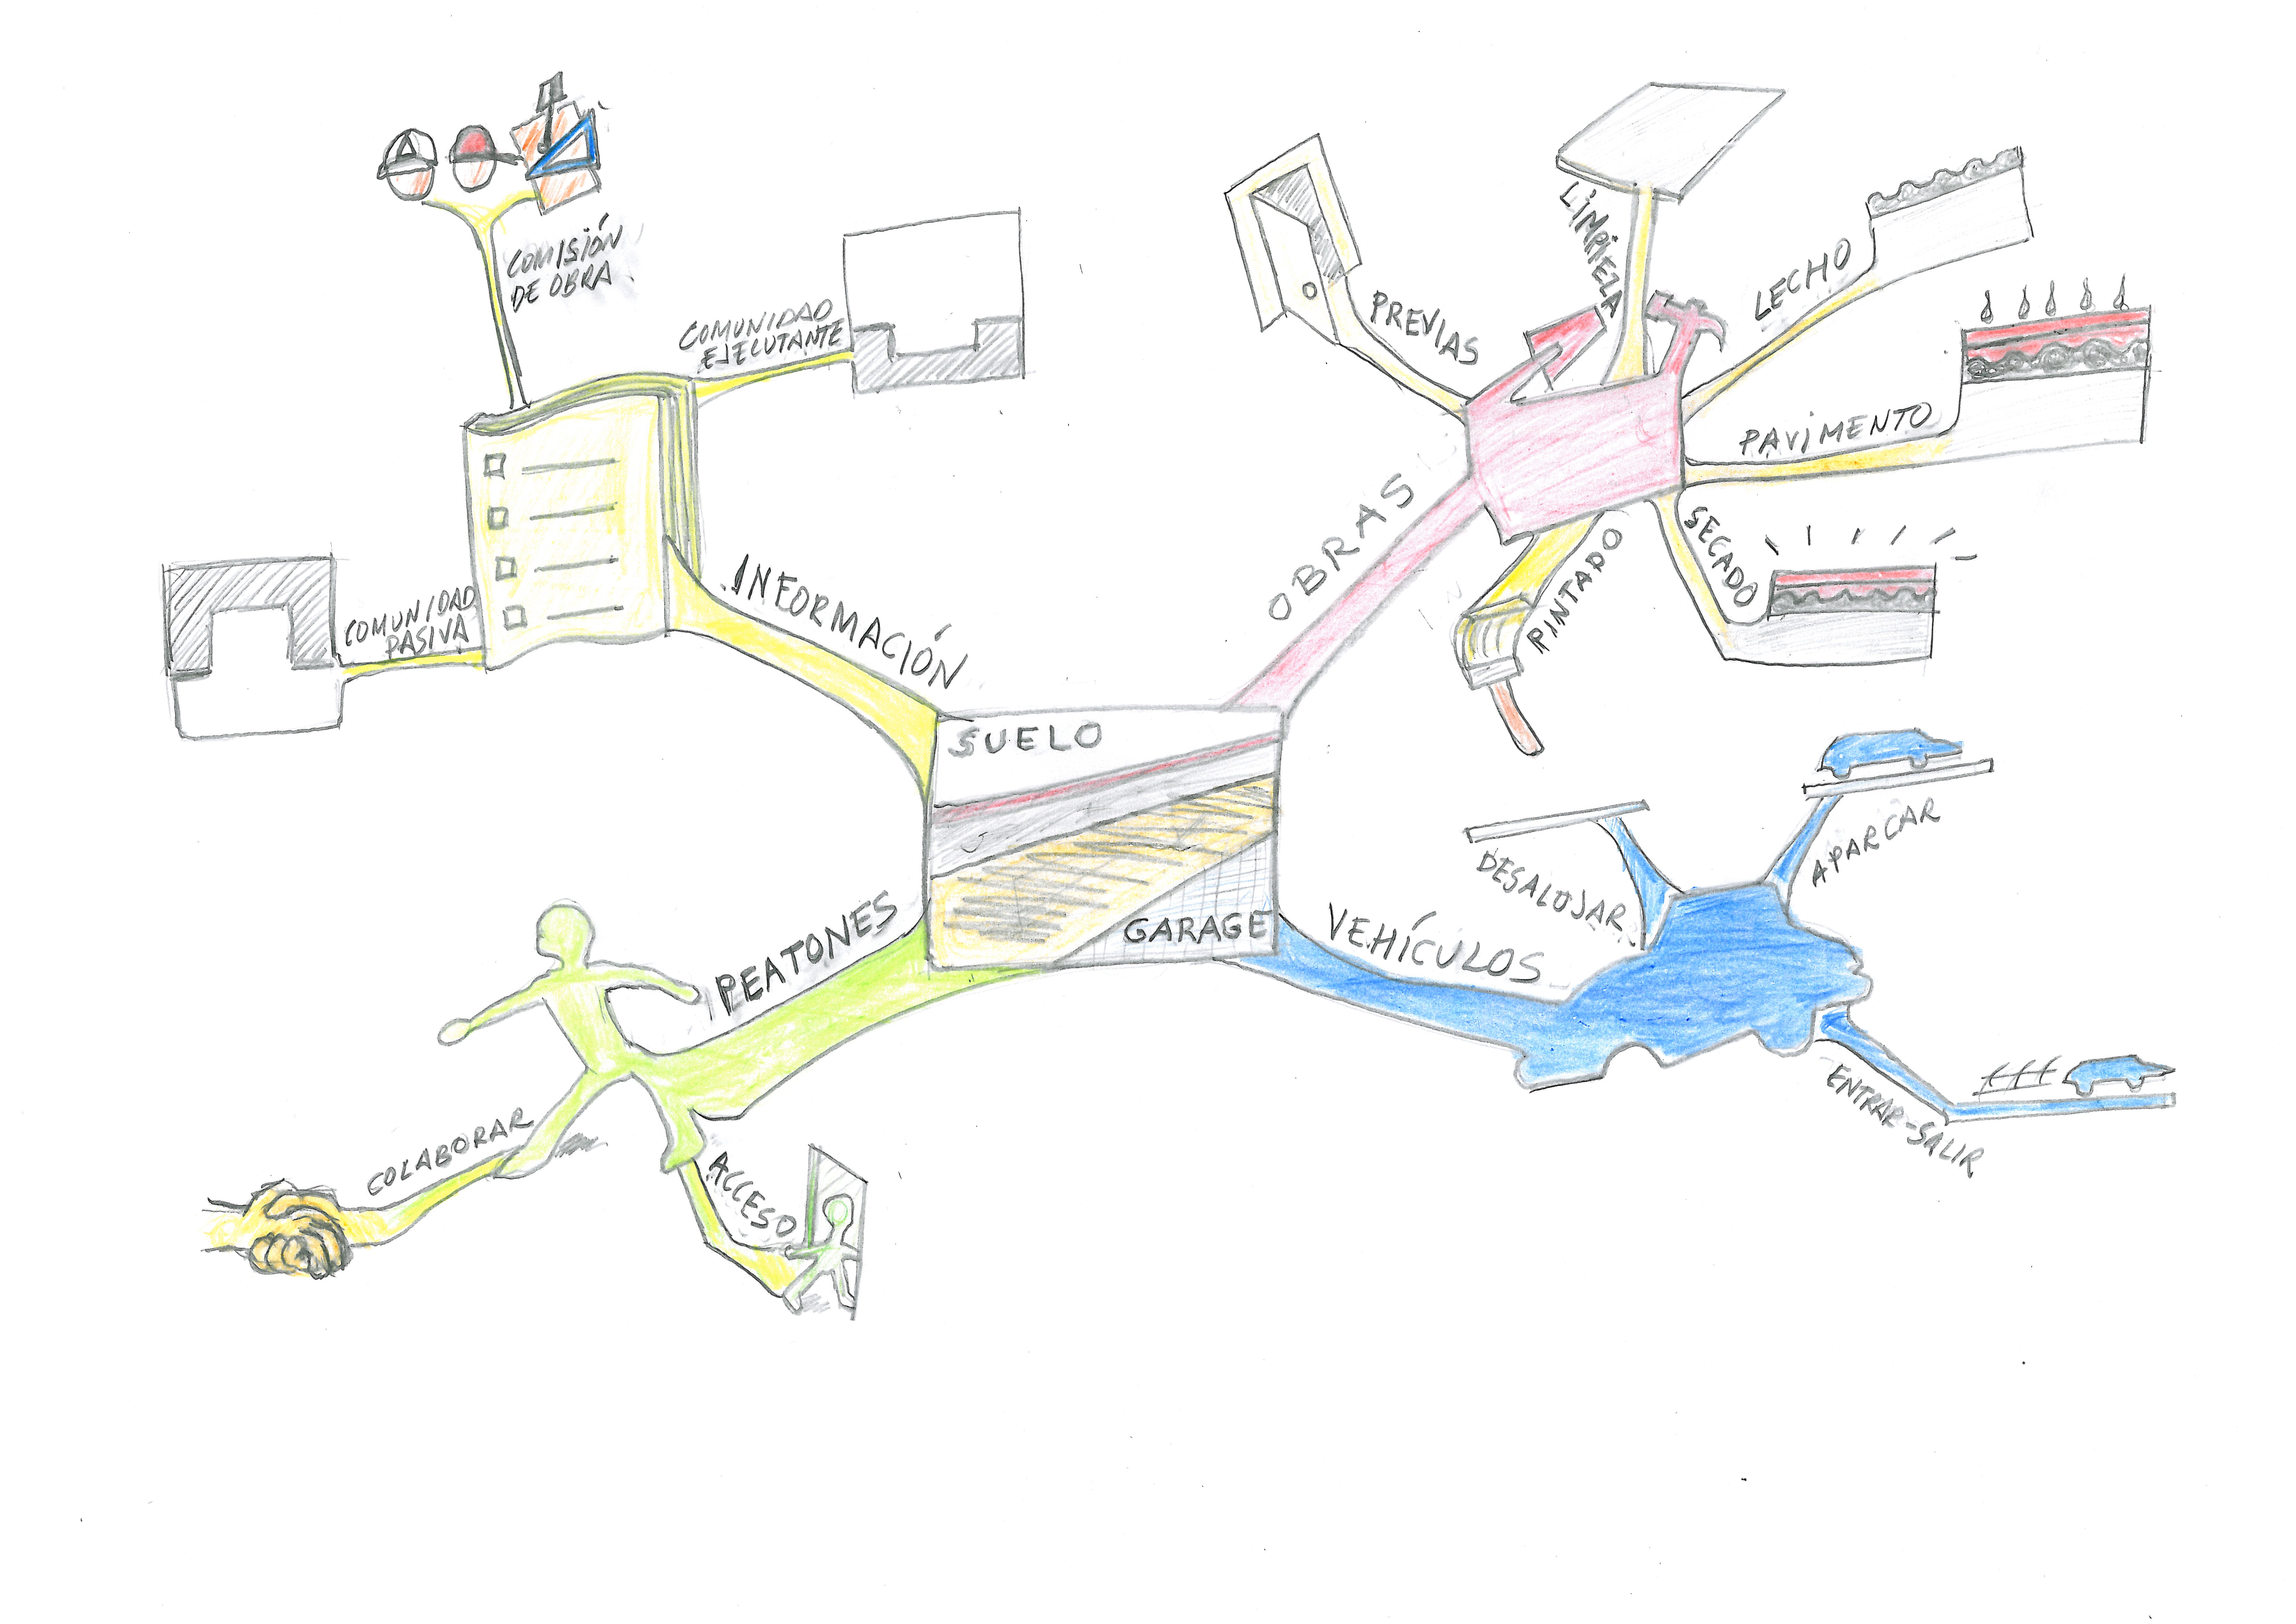 SUELO
GARAGE
INFORMACIÓN
COMISIÓN
DE OBRA
COMUNIDAD
EJECUTANTE
COMUNIDAD
PASIVA
OBRAS
PREVIAS
LIMPIEZA
LECHO
PAVIMENTO
SECADO
PINTADO
VEHÍCULOS
DESALOJAR
APARCAR
ENTRAR-SALIR
PEATONES
COLABORAR
ACCESO
A